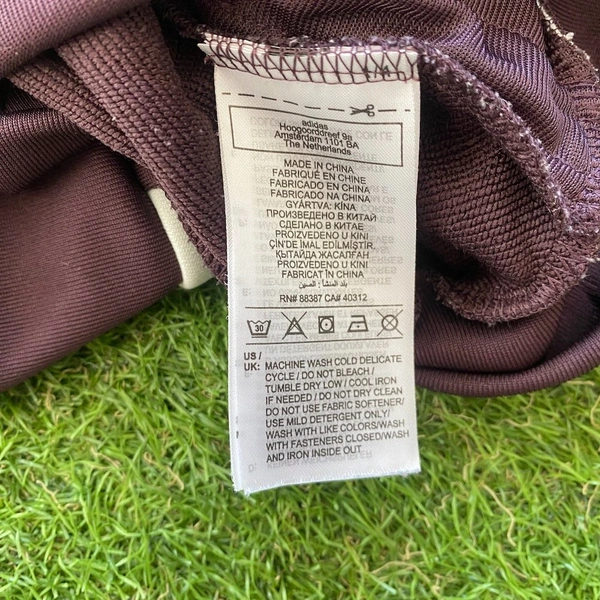 adidas
Hoogoorddreef 9a
Amsterdam 1101 BA
The Netherlands
MADE IN CHINA
FABRIQUÉ EN CHINE
FABRICADO EN CHINA
FABRICADO NA CHINA
GYÁRTVA: KÍNA
ПРОИЗВЕДЕНО В КИТАЙ
СДЕЛАНО В КИТАЕ
PROIZVEDENO U KINI
ÇİN'DE İMAL EDİLMİŞTİR.
ҚЫТАЙДА ЖАСАЛҒАН
PROIZVEDENO U KINI
FABRICAT ÎN CHINA
بلد المنشأ : الصين
RN# 88387 CA# 40312
30
US /
UK: MACHINE WASH COLD DELICATE
CYCLE / DO NOT BLEACH /
TUMBLE DRY LOW / COOL IRON
IF NEEDED / DO NOT DRY CLEAN
DO NOT USE FABRIC SOFTENER/
USE MILD DETERGENT ONLY/
WASH WITH LIKE COLORS/WASH
WITH FASTENERS CLOSED/WASH
AND IRON INSIDE OUT